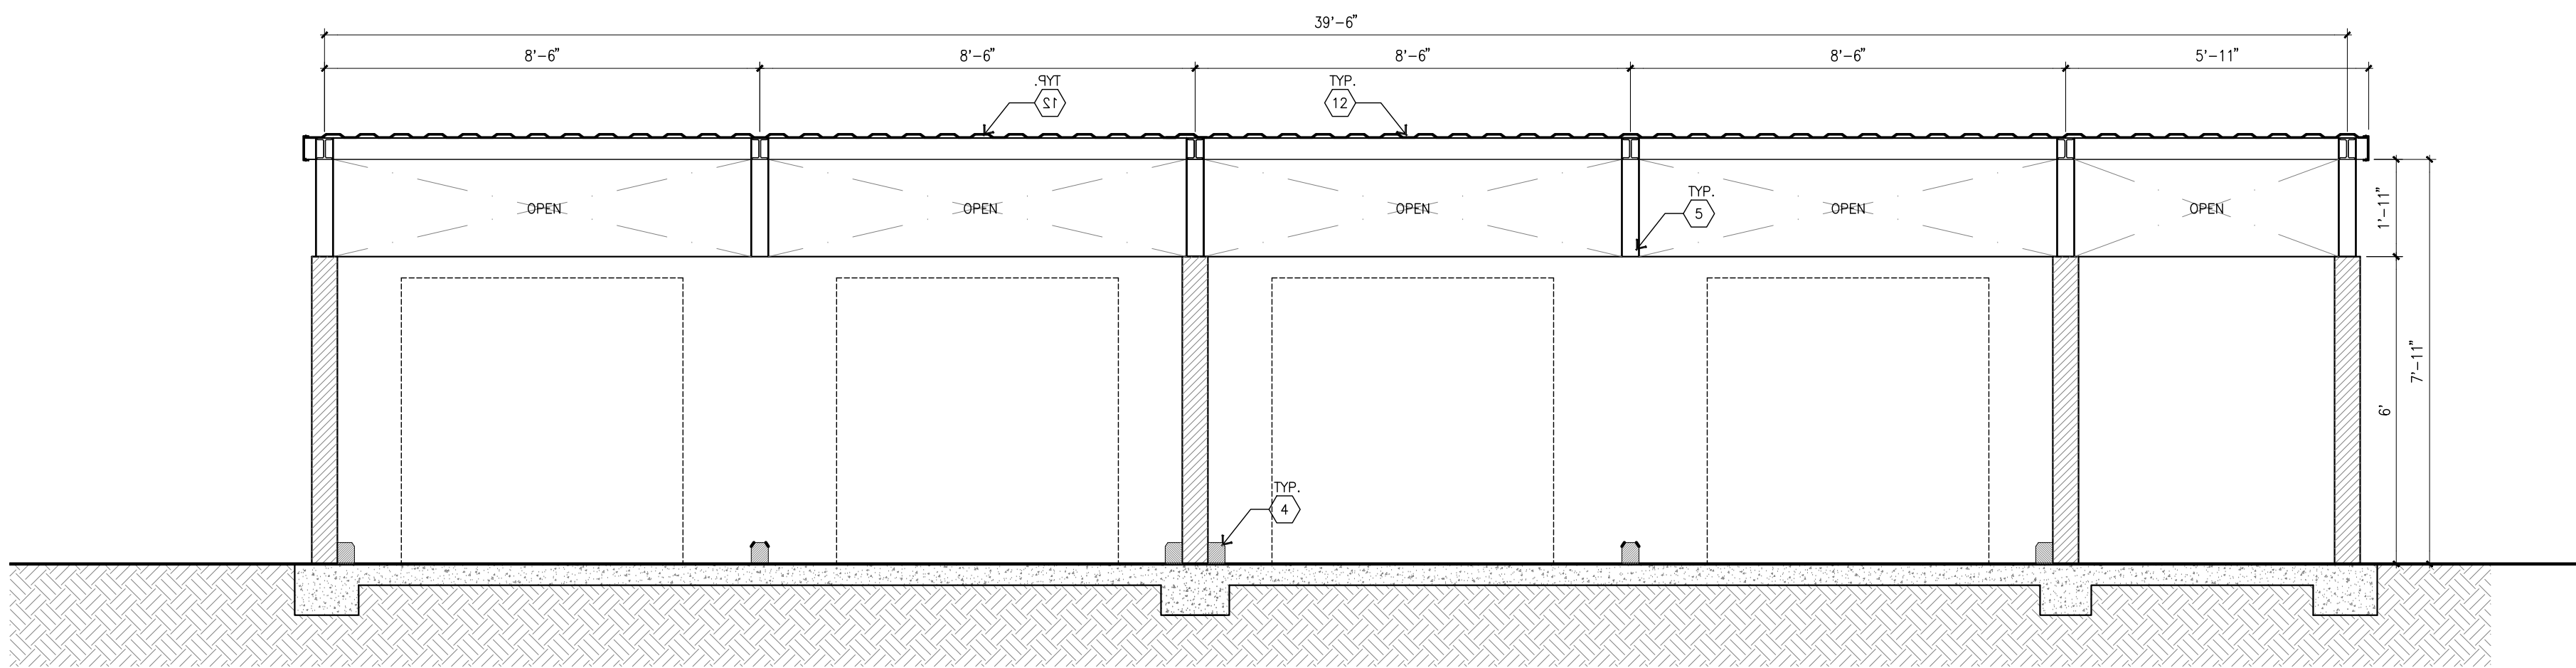 39'-6"
8'-6"
8'-6"
8'-6"
8'-6"
5'-11"
TYP.
12
TYP.
12
OPEN
OPEN
OPEN
OPEN
OPEN
TYP.
5
1'-11"
7'-11"
6'
TYP.
4